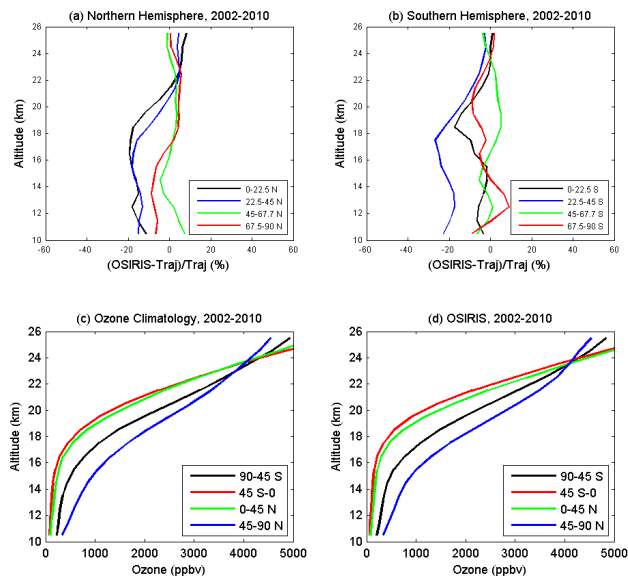 (a) Northern Hemisphere, 2002-2010
26
24
22
20
18
16
14
12
10
Altitude (km)
0-22.5 N
22.5-45 N
45-67.7 N
67.5-90 N
-60 -40 -20 0 20 40 60
(OSIRIS-Traj)/Traj (%)
(b) Southern Hemisphere, 2002-2010
26
24
22
20
18
16
14
12
10
Altitude (km)
0-22.5 S
22.5-45 S
45-67.7 S
67.5-90 S
-60 -40 -20 0 20 40 60
(OSIRIS-Traj)/Traj (%)
(c) Ozone Climatology, 2002-2010
26
24
22
20
18
16
14
12
10
Altitude (km)
90-45 S
45 S-0
0-45 N
45-90 N
0 1000 2000 3000 4000 5000
Ozone (ppbv)
(d) OSIRIS, 2002-2010
26
24
22
20
18
16
14
12
10
Altitude (km)
90-45 S
45 S-0
0-45 N
45-90 N
0 1000 2000 3000 4000 5000
Ozone (ppbv)